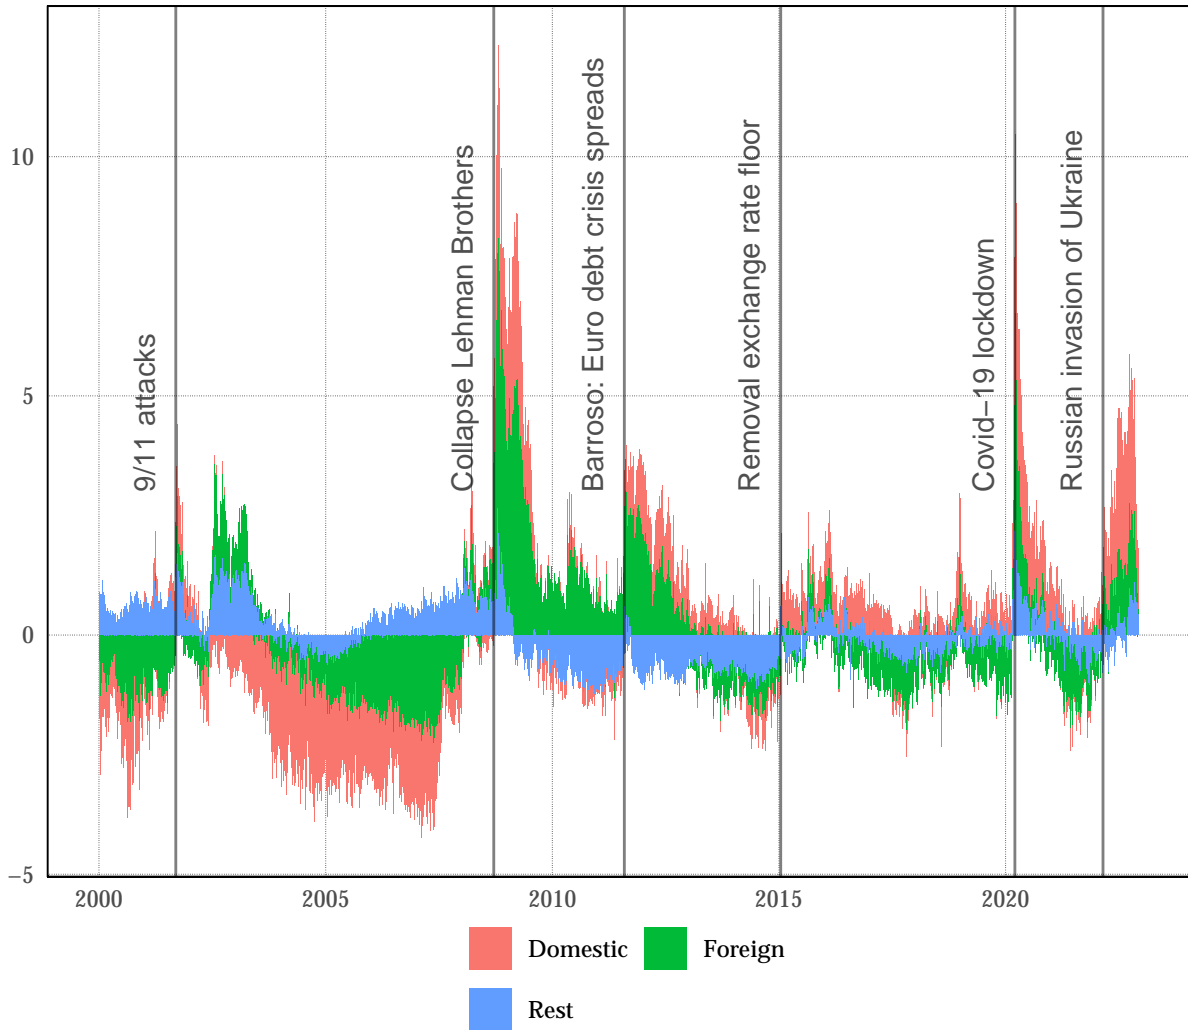 10
5
0
−5
9/11 attacks
Collapse Lehman Brothers
Barroso: Euro debt crisis spreads
Removal exchange rate floor
Covid−19 lockdown
Russian invasion of Ukraine
2000
2005
2010
2015
2020
Domestic
Foreign
Rest